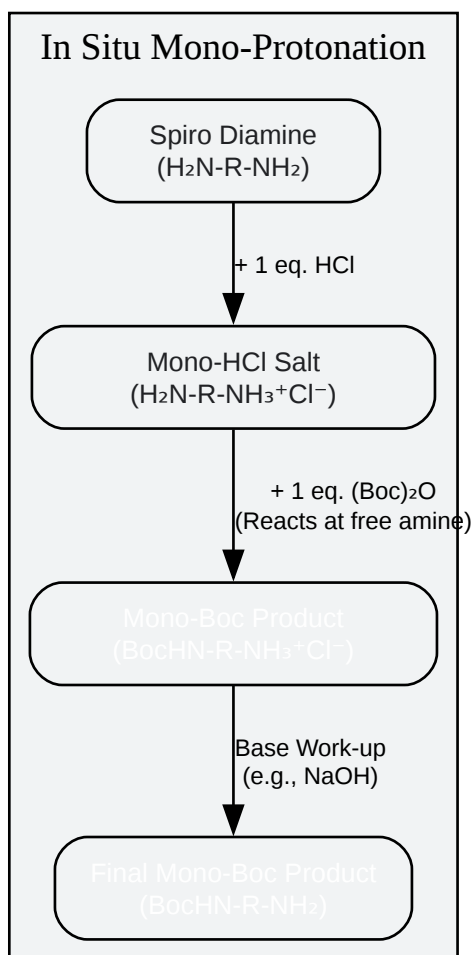 In Situ Mono-Protonation
Spiro Diamine
(H₂N-R-NH₂)
+ 1 eq. HCl
Mono-HCl Salt
(H₂N-R-NH₃⁺Cl⁻)
+ 1 eq. (Boc)₂O
(Reacts at free amine)
Mono-Boc Product
(BocHN-R-NH₃⁺Cl⁻)
Base Work-up
(e.g., NaOH)
Final Mono-Boc Product
(BocHN-R-NH₂)